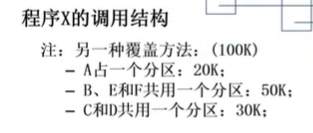 程序X的调用结构
注：另一种覆盖方法：(100K)
– A占一个分区：20K；
– B、E和F共用一个分区：50K；
– C和D共用一个分区：30K；